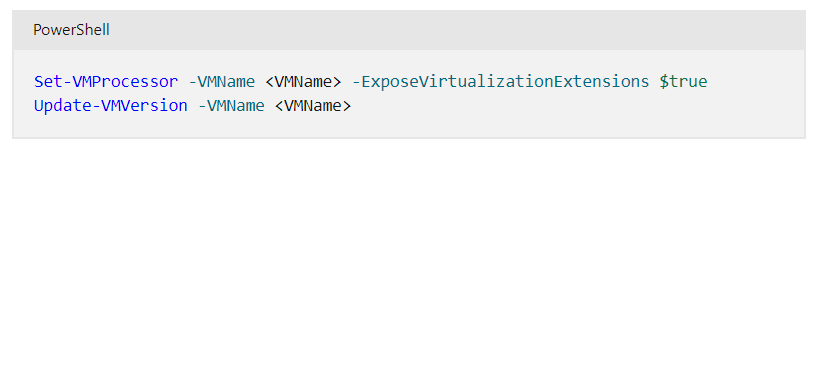 PowerShell
Set-VMProcessor -VMName <VMName> -ExposeVirtualizationExtensions $true
Update-VMVersion -VMName <VMName>